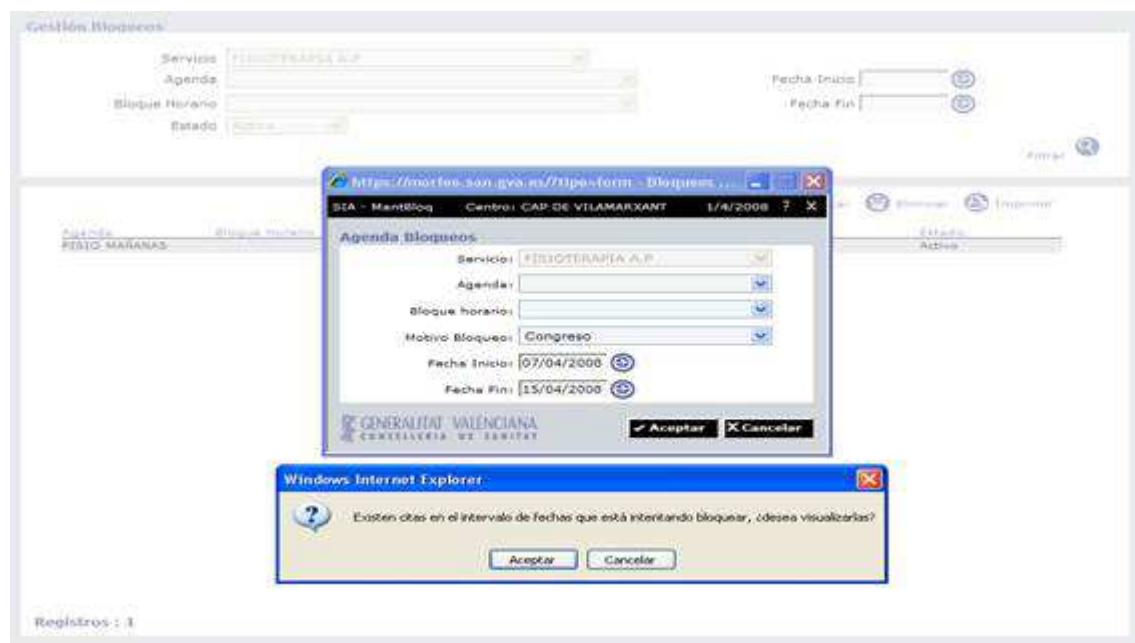 Gestión Bloqueos
Servicio FISIOTERAPIA A.P
Agenda
Fecha Inicio
Bloque Horario
Fecha Fin
Estado Activo
Filtrar
https://morfeo.san.gva.es/?tipo=form - Bloqueos ...
SIA - MantBloq Centro: CAP DE VILAMARXANT 1/4/2008 ? X
Eliminar Imprimir
Agenda Bloque Horario Estado
FISIO MAÑANAS Activo
Agenda Bloqueos
Servicio: FISIOTERAPIA A.P
Agenda:
Bloque horario:
Motivo Bloqueo: Congreso
Fecha Inicio: 07/04/2008
Fecha Fin: 15/04/2008
GENERALITAT VALENCIANA
CONSELLERIA DE SANITAT
Aceptar X Cancelar
Windows Internet Explorer
Existen citas en el intervalo de fechas que está intentando bloquear, ¿desea visualizarlas?
Aceptar Cancelar
Registros : 1